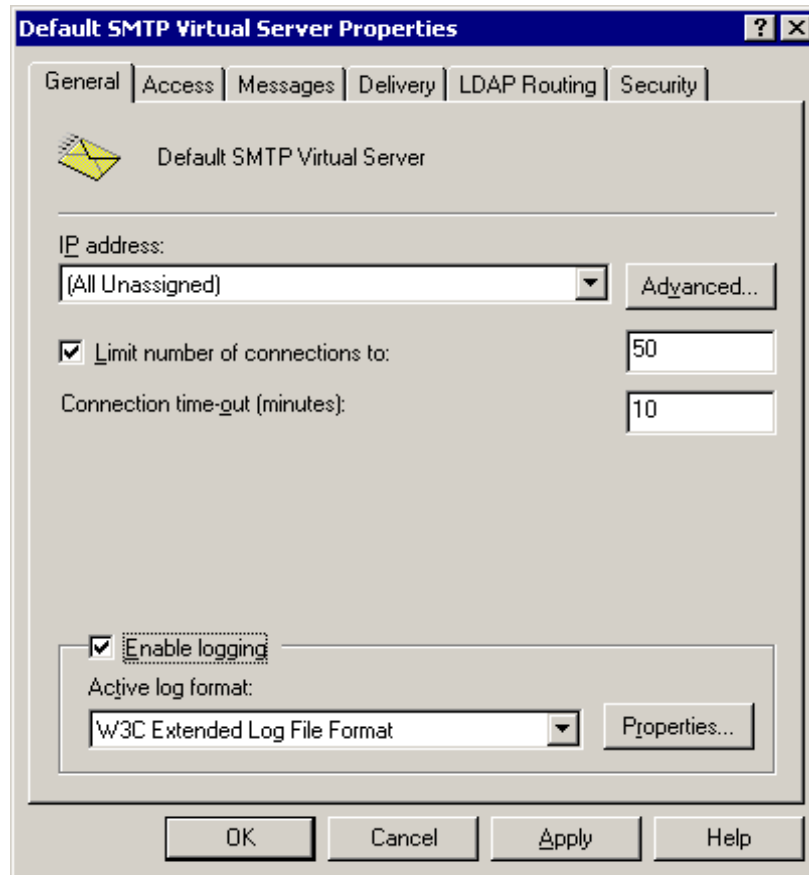 Default SMTP Virtual Server Properties
General Access Messages Delivery LDAP Routing Security
Default SMTP Virtual Server
IP address:
(All Unassigned) Advanced...
Limit number of connections to: 50
Connection time-out (minutes): 10
Enable logging
Active log format:
W3C Extended Log File Format Properties...
OK Cancel Apply Help